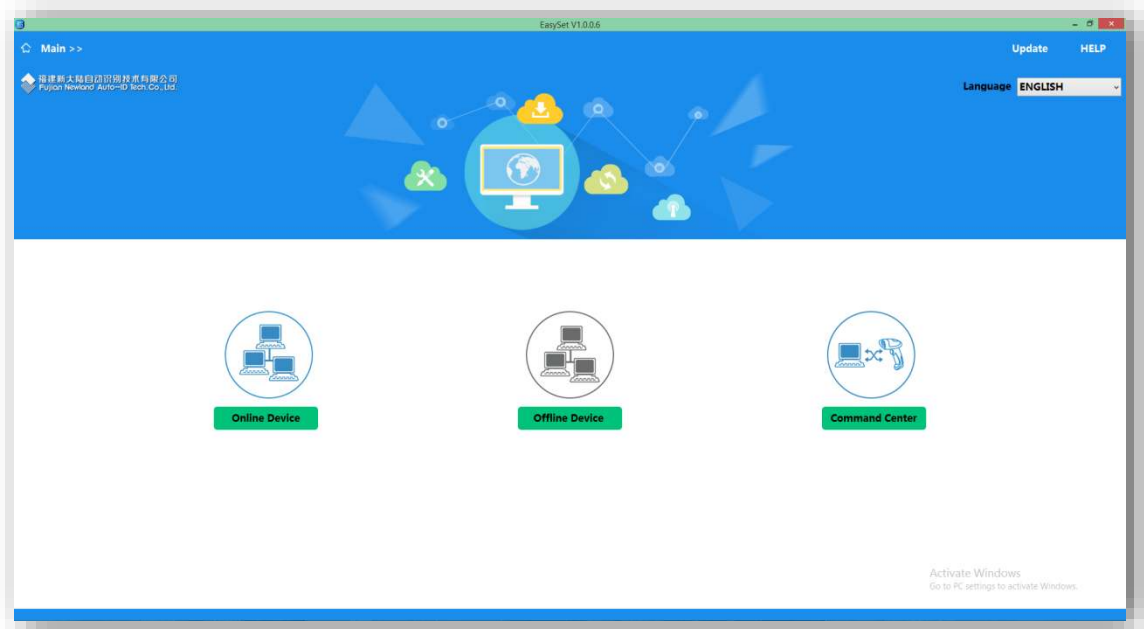 EasySet V1.0.0.6
Main >>
Update HELP
福建新大陆自动识别技术有限公司
Fujian Newland Auto-ID Tech.Co.,Ltd.
Language ENGLISH
Online Device
Offline Device
Command Center
Activate Windows
Go to PC settings to activate Windows.